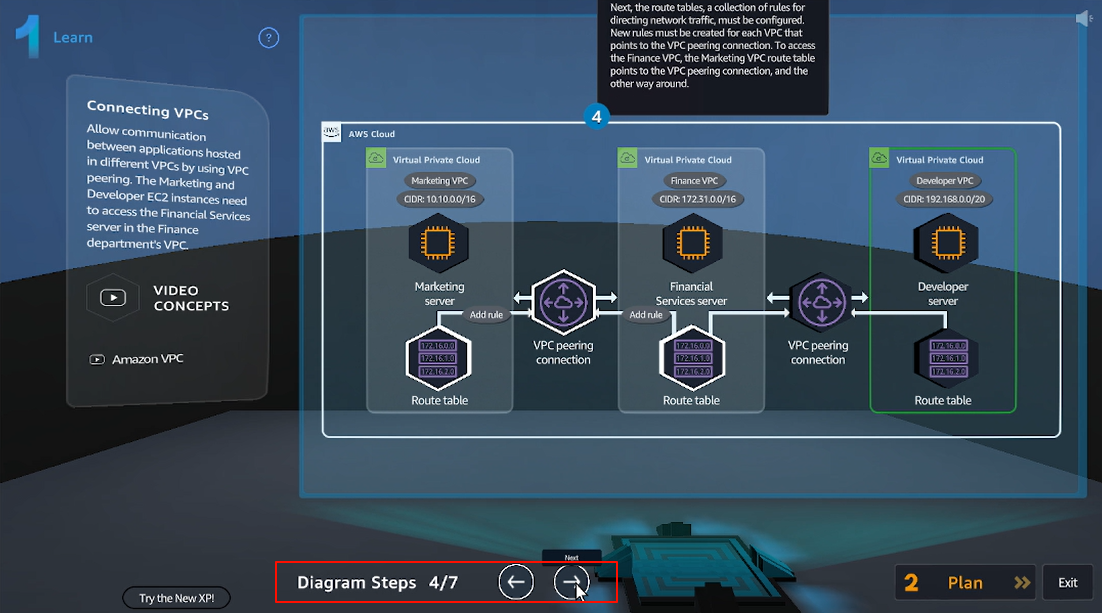 1 Learn
?
Connecting VPCs
Allow communication
between applications hosted
in different VPCs by using VPC
peering. The Marketing and
Developer EC2 instances need
to access the Financial Services
server in the Finance
department's VPC.
VIDEO
CONCEPTS
Amazon VPC
Next, the route tables, a collection of rules for
directing network traffic, must be configured.
New rules must be created for each VPC that
points to the VPC peering connection. To access
the Finance VPC, the Marketing VPC route table
points to the VPC peering connection, and the
other way around.
4
aws AWS Cloud
Virtual Private Cloud
Marketing VPC
CIDR: 10.10.0.0/16
Marketing
server
Add rule
172.16.0.0
172.16.1.0
172.16.2.0
Route table
VPC peering
connection
Virtual Private Cloud
Finance VPC
CIDR: 172.31.0.0/16
Financial
Services server
Add rule
172.16.0.0
172.16.1.0
172.16.2.0
Route table
VPC peering
connection
Virtual Private Cloud
Developer VPC
CIDR: 192.168.0.0/20
Developer
server
172.16.0.0
172.16.1.0
172.16.2.0
Route table
Next
Diagram Steps 4/7
Try the New XP!
2 Plan
Exit